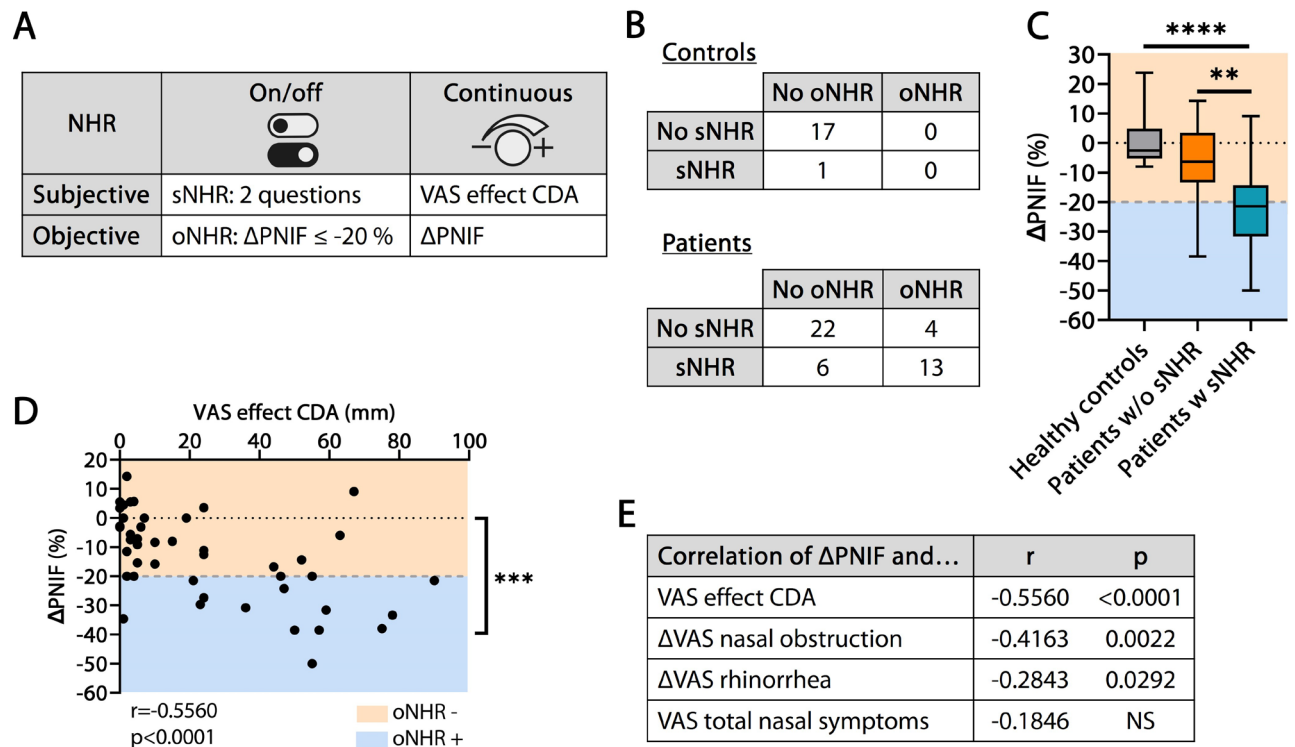 A
NHR On/off Continuous
− +
Subjective sNHR: 2 questions VAS effect CDA
Objective oNHR: ΔPNIF ≤ -20 % ΔPNIF
B
Controls
No oNHR oNHR
No sNHR 17 0
sNHR 1 0
Patients
No oNHR oNHR
No sNHR 22 4
sNHR 6 13
C
****
**
30
20
10
0
-10
-20
-30
-40
-50
-60
ΔPNIF (%)
Healthy controls
Patients w/o sNHR
Patients w sNHR
D
VAS effect CDA (mm)
0 20 40 60 80 100
20
10
0
-10
-20
-30
-40
-50
-60
ΔPNIF (%)
***
r=-0.5560
p<0.0001
oNHR -
oNHR +
E
Correlation of ΔPNIF and… r p
VAS effect CDA -0.5560 <0.0001
ΔVAS nasal obstruction -0.4163 0.0022
ΔVAS rhinorrhea -0.2843 0.0292
VAS total nasal symptoms -0.1846 NS